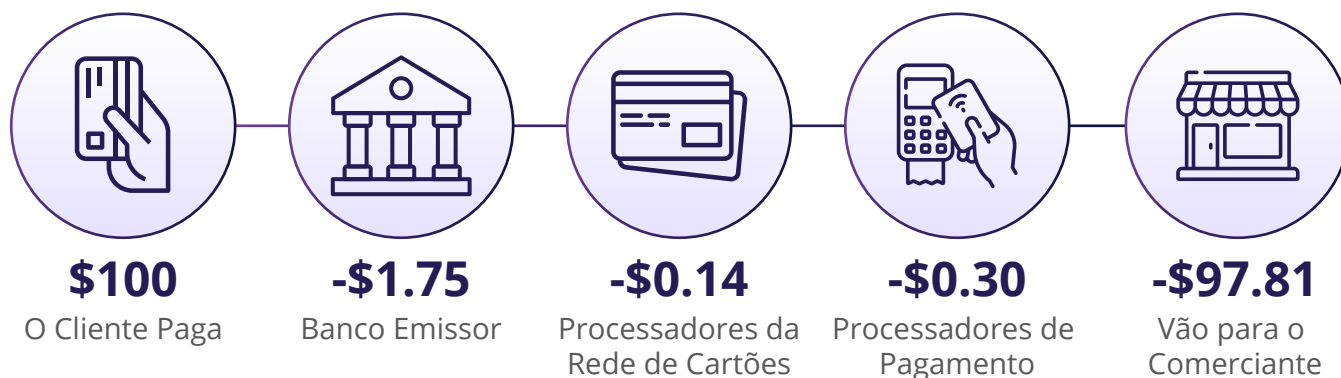 $100
O Cliente Paga
-$1.75
Banco Emissor
-$0.14
Processadores da
Rede de Cartões
-$0.30
Processadores de
Pagamento
-$97.81
Vão para o
Comerciante